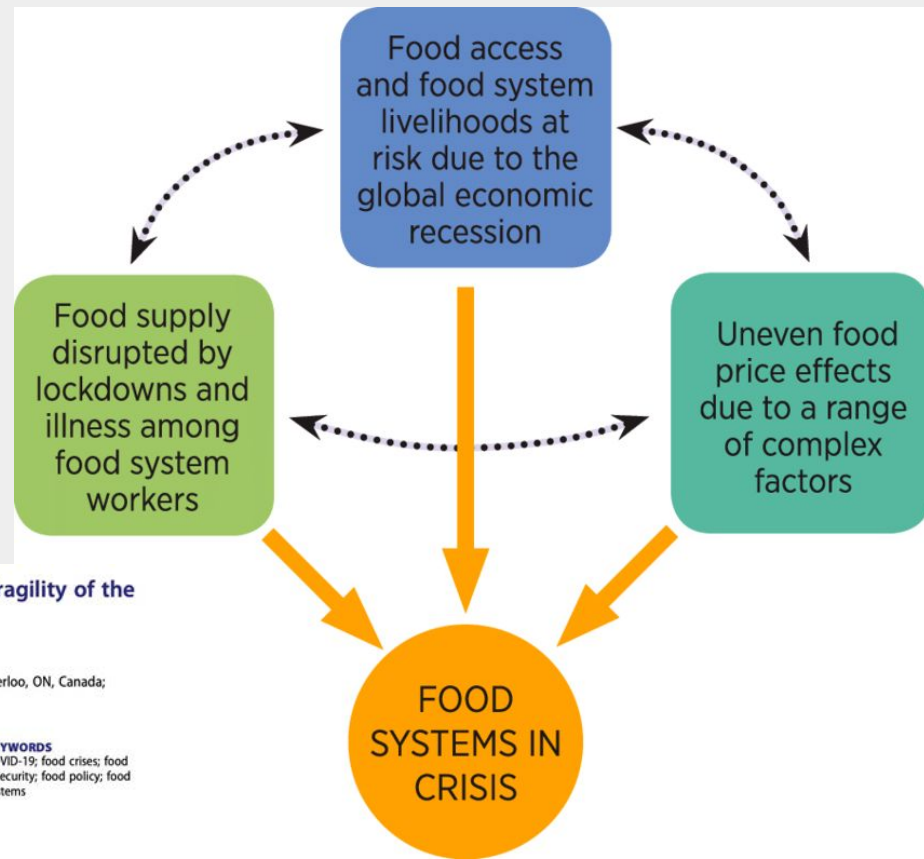 Food access
and food system
livelihoods at
risk due to the
global economic
recession
Food supply
disrupted by
lockdowns and
illness among
food system
workers
Uneven food
price effects
due to a range
of complex
factors
FOOD
SYSTEMS IN
CRISIS
ragility of the
erloo, ON, Canada;
YWORDS
VID-19; food crises; food
ecurity; food policy; food
stems